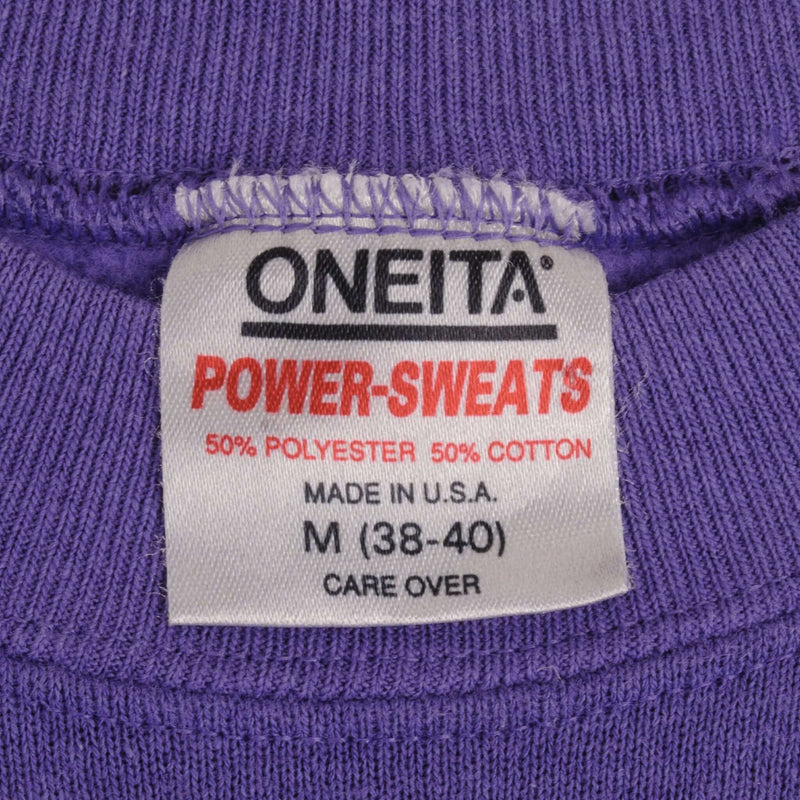 ONEITA®
POWER-SWEATS
50% POLYESTER 50% COTTON
MADE IN U.S.A.
M (38-40)
CARE OVER